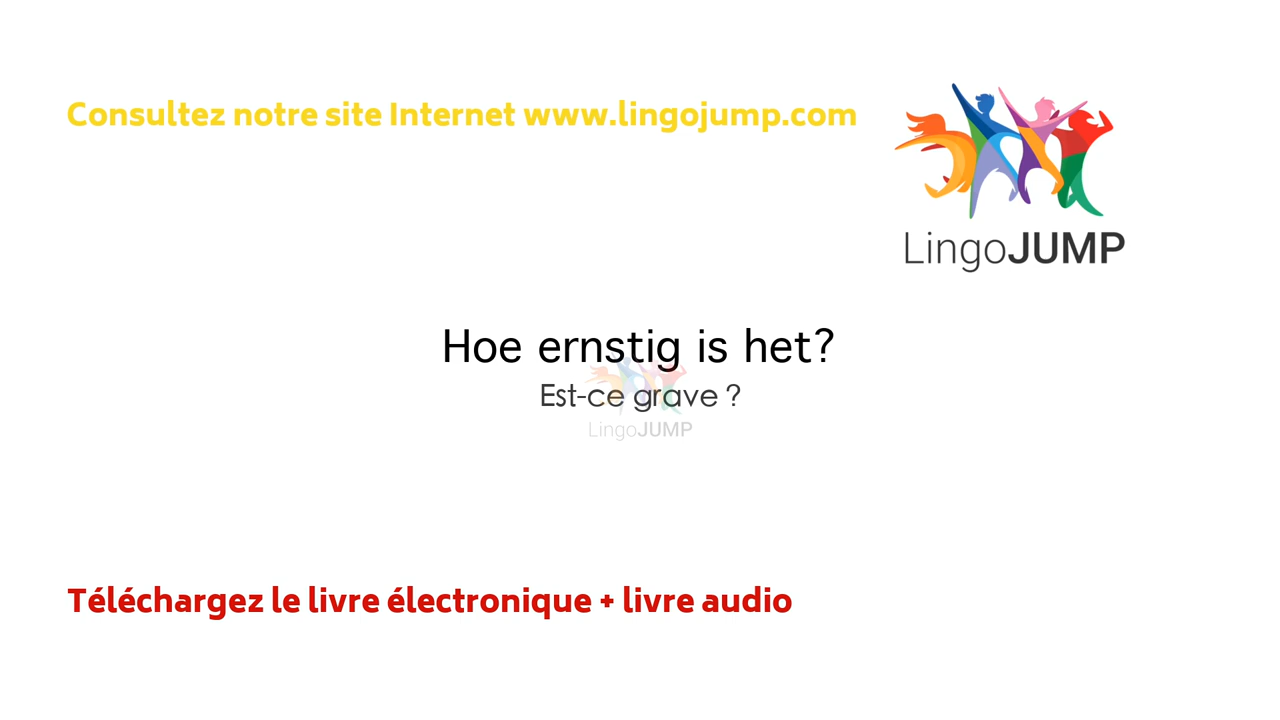 Consultez notre site Internet www.lingojump.com
LingoJUMP
Hoe ernstig is het?
Est-ce grave ?
LingoJUMP
Téléchargez le livre électronique + livre audio